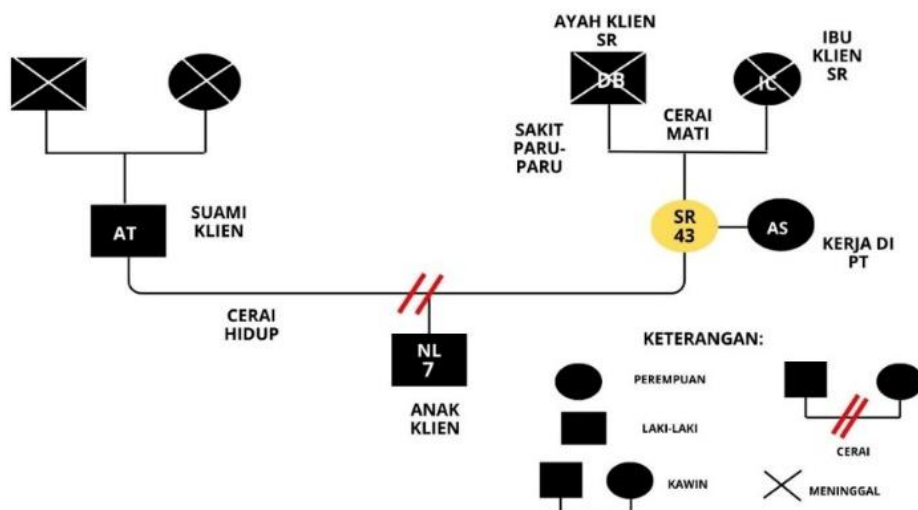 AYAH KLIEN
SR
IBU
KLIEN
SR
DB
IC
CERAI
MATI
SAKIT
PARU-
PARU
AT
SUAMI
KLIEN
SR
43
AS
KERJA DI
PT
CERAI
HIDUP
NL
7
ANAK
KLIEN
KETERANGAN:
PEREMPUAN
LAKI-LAKI
KAWIN
CERAI
MENINGGAL